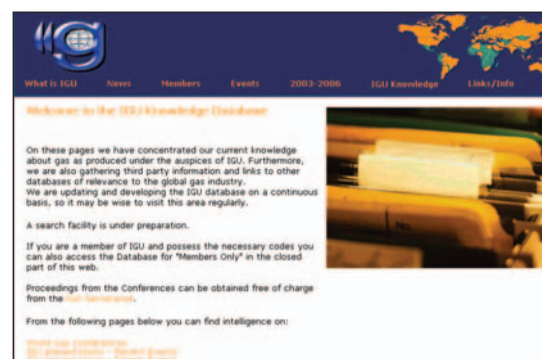 What is IGU News Members Events 2003-2006 IGU Knowledge Links/Info
Welcome to the IGU Knowledge Database
On these pages we have concentrated our current knowledge
about gas as produced under the auspices of IGU. Furthermore,
we are also gathering third party information and links to other
databases of relevance to the global gas industry.
We are updating and developing the IGU database on a continuous
basis, so it may be wise to visit this area regularly.
A search facility is under preparation.
If you are a member of IGU and possess the necessary codes you
can also access the Database for "Members Only" in the closed
part of this web.
Proceedings from the Conferences can be obtained free of charge
from the
From the following pages below you can find intelligence on:
No.